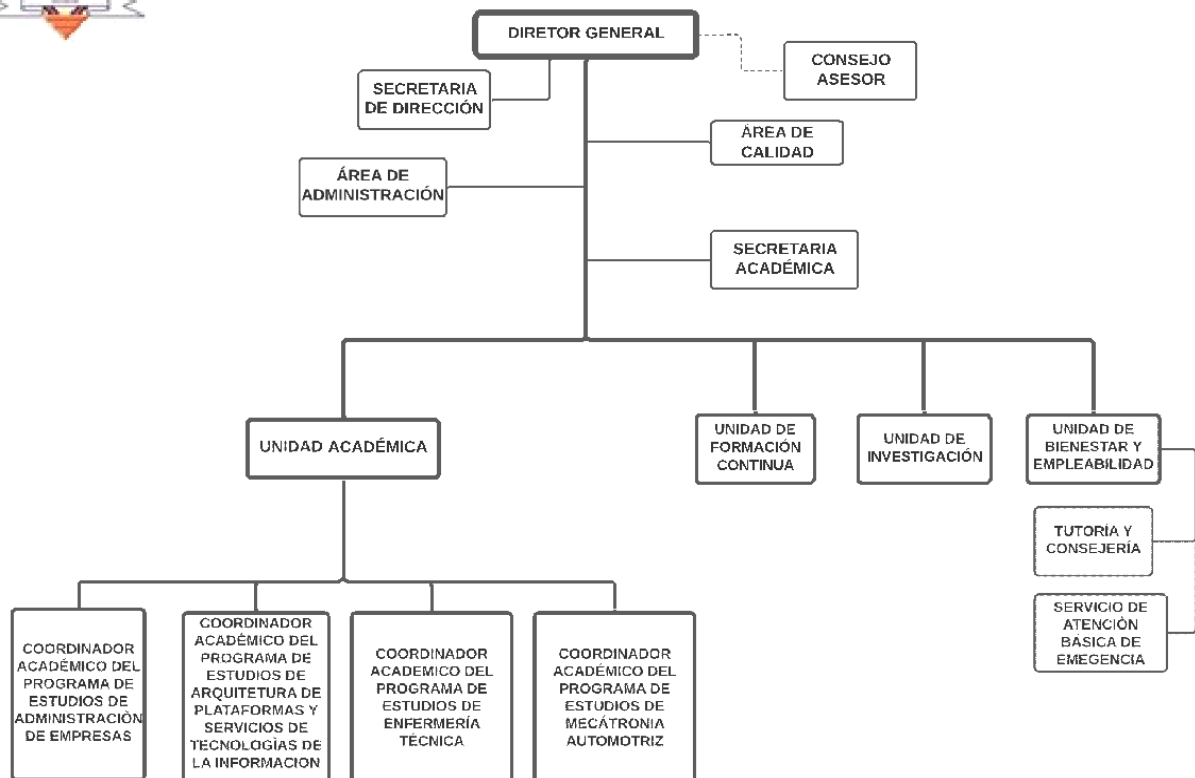 DIRETOR GENERAL
CONSEJO
ASESOR
SECRETARIA
DE DIRECCIÓN
ÁREA DE
CALIDAD
ÁREA DE
ADMINISTRACIÓN
SECRETARIA
ACADÉMICA
UNIDAD ACADÉMICA
UNIDAD DE
FORMACIÓN
CONTINUA
UNIDAD DE
INVESTIGACIÓN
UNIDAD DE
BIENESTAR Y
EMPLEABILIDAD
TUTORÍA Y
CONSEJERÍA
SERVICIO DE
ATENCIÓN
BÁSICA DE
EMEGENCIA
COORDINADOR
ACADÉMICO DEL
PROGRAMA DE
ESTUDIOS DE
ADMINISTRACIÓN
DE EMPRESAS
COORDINADOR
ACADÉMICO DEL
PROGRAMA DE
ESTUDIOS DE
ARQUITETURA DE
PLATAFORMAS Y
SERVICIOS DE
TECNOLOGÌAS DE
LA INFORMACION
COORDINADOR
ACADEMICO DEL
PROGRAMA DE
ESTUDIOS DE
ENFERMERÍA
TÉCNICA
COORDINADOR
ACADÉMICO DEL
PROGRAMA DE
ESTUDIOS DE
MECÁTRONIA
AUTOMOTRIZ